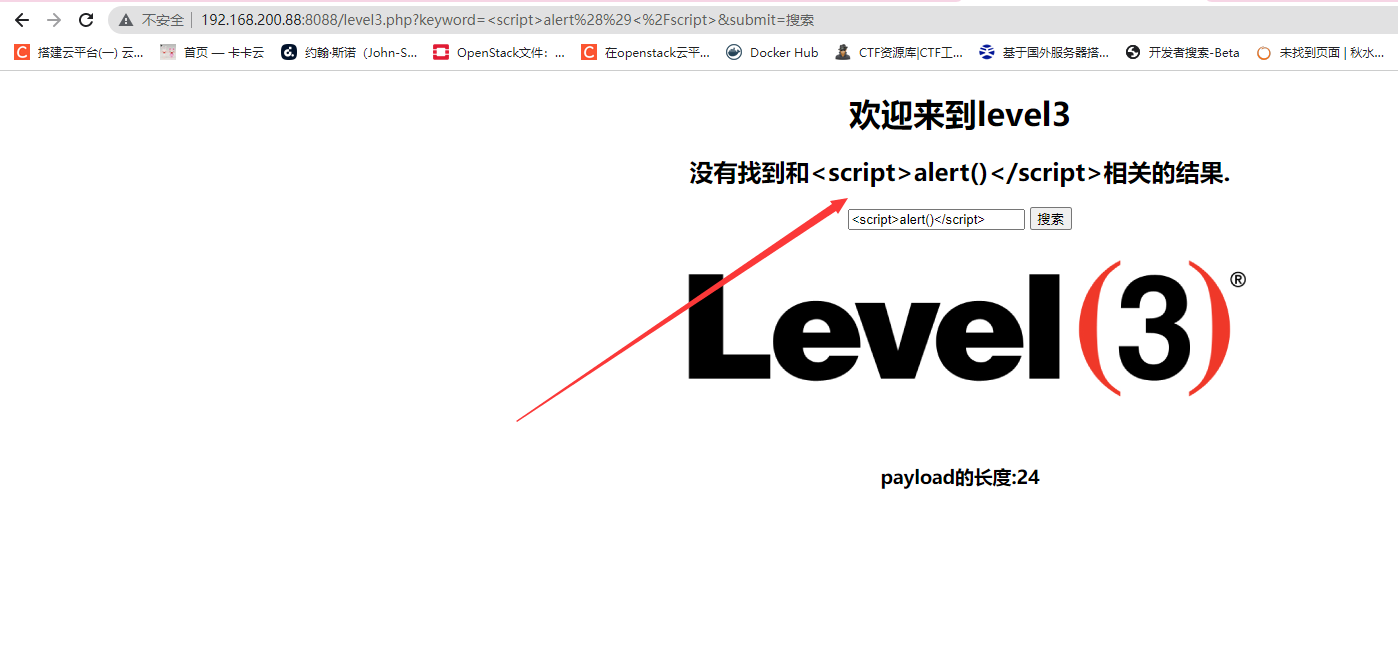 不安全 192.168.200.88:8088/level3.php?keyword=<script>alert%28%29<%2Fscript>&submit=搜索
搭建云平台(一) 云... 首页 — 卡卡云 约翰·斯诺（John-S... OpenStack文件：... 在openstack云平... Docker Hub CTF资源库|CTF工... 基于国外服务器搭... 开发者搜索-Beta 未找到页面 | 秋水...
欢迎来到level3
没有找到和<script>alert()</script>相关的结果.
<script>alert()</script> 搜索
Level(3)®
payload的长度:24